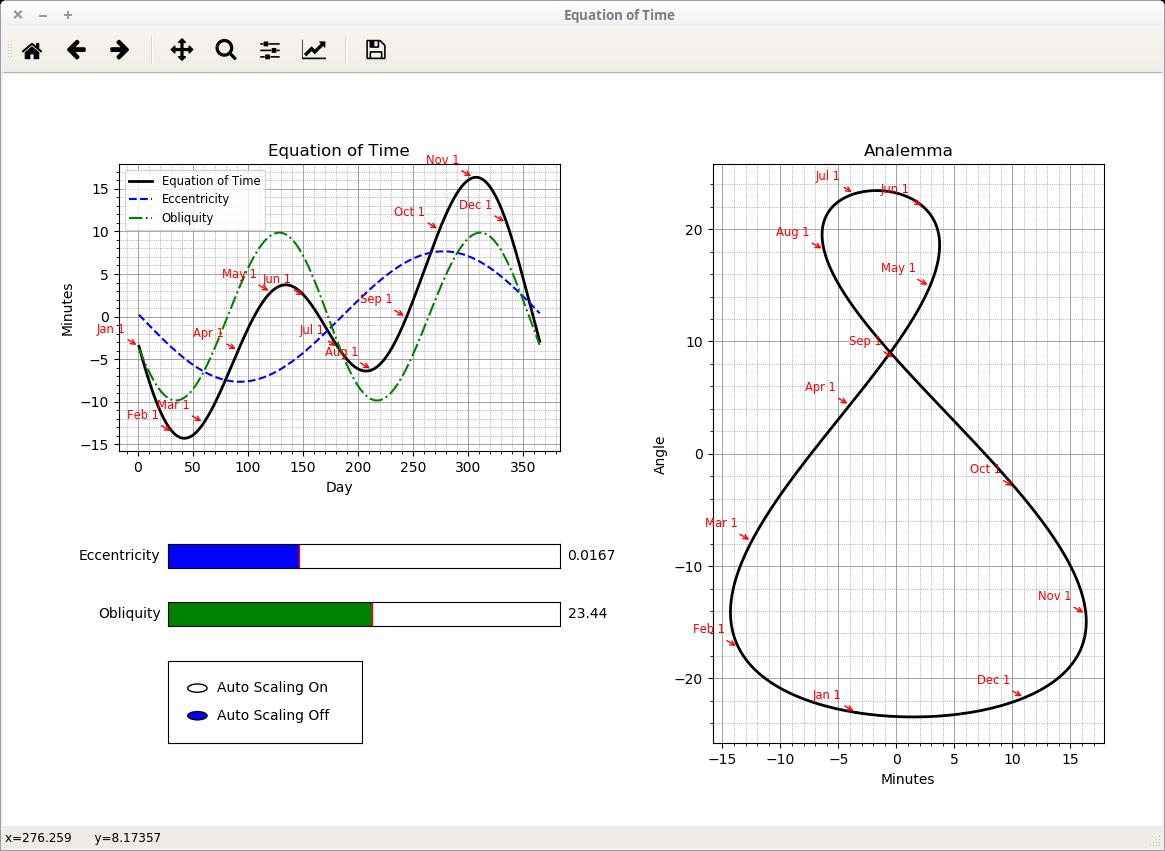 Equation of Time
Equation of Time
Minutes
15
10
5
0
−5
−10
−15
Equation of Time
Eccentricity
Obliquity
Jan 1
Feb 1
Mar 1
Apr 1
May 1
Jun 1
Jul 1
Aug 1
Sep 1
Oct 1
Nov 1
Dec 1
0 50 100 150 200 250 300 350
Day
Eccentricity 0.0167
Obliquity 23.44
Auto Scaling On
Auto Scaling Off
Analemma
Angle
20
10
0
−10
−20
Jul 1
Jun 1
Aug 1
May 1
Sep 1
Apr 1
Oct 1
Mar 1
Nov 1
Feb 1
Dec 1
Jan 1
−15 −10 −5 0 5 10 15
Minutes
x=276.259 y=8.17357